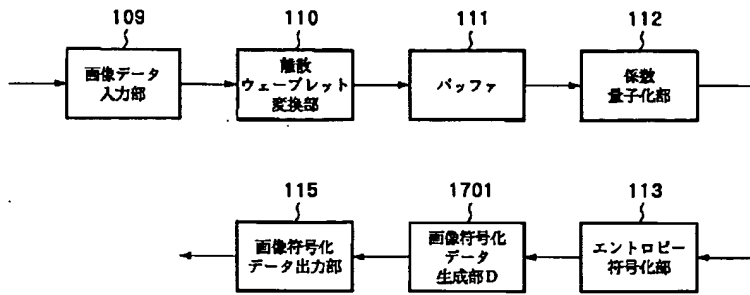 109
110
111
112
画像データ
入力部
離散
ウェーブレット
変換部
バッファ
係数
量子化部
115
1701
113
画像符号化
データ出力部
画像符号化
データ
生成部D
エントロピー
符号化部